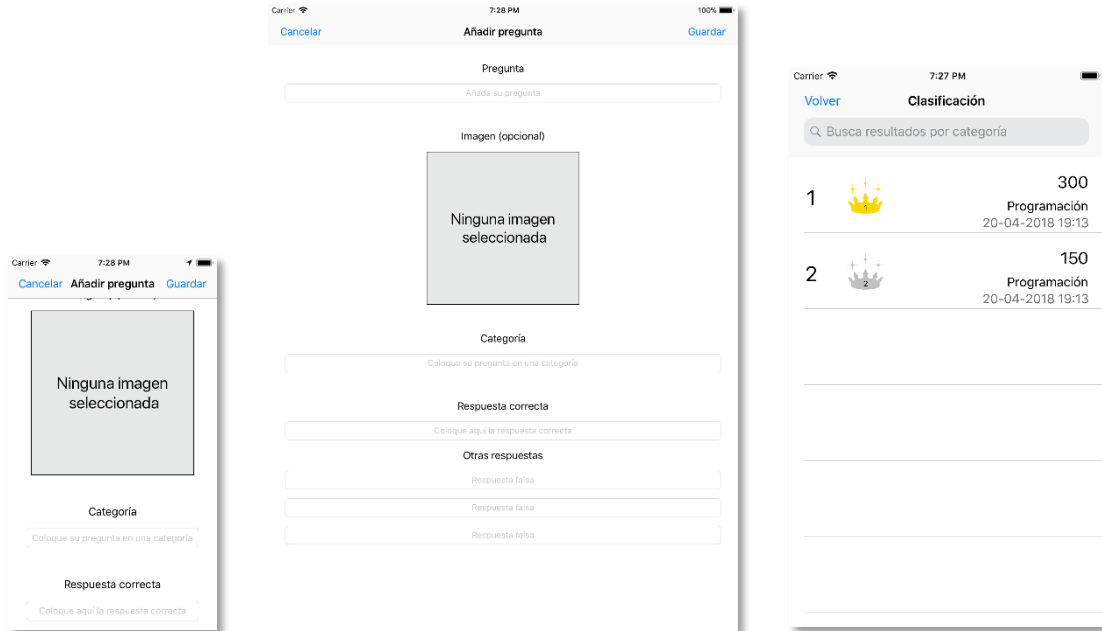 Carrier 7:28 PM
Cancelar Añadir pregunta Guardar
Ninguna imagen
seleccionada
Categoría
Coloque su pregunta en una categoría
Respuesta correcta
Coloque aquí la respuesta correcta
Carrier 7:28 PM 100%
Cancelar Añadir pregunta Guardar
Pregunta
Añada su pregunta
Imagen (opcional)
Ninguna imagen
seleccionada
Categoría
Coloque su pregunta en una categoría
Respuesta correcta
Coloque aquí la respuesta correcta
Otras respuestas
Respuesta falsa
Respuesta falsa
Respuesta falsa
Carrier 7:27 PM
Volver Clasificación
Busca resultados por categoría
1 1 300
Programación
20-04-2018 19:13
2 2 150
Programación
20-04-2018 19:13